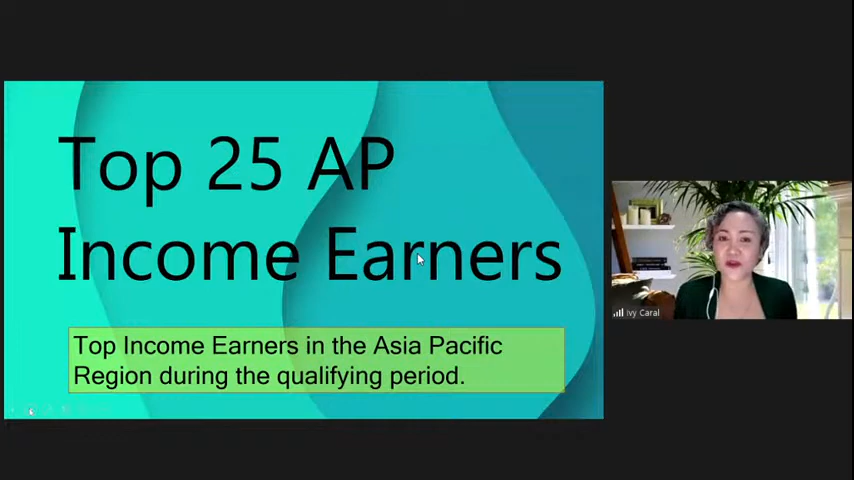 Top 25 AP
Income Earners
Top Income Earners in the Asia Pacific
Region during the qualifying period.
Ivy Caral